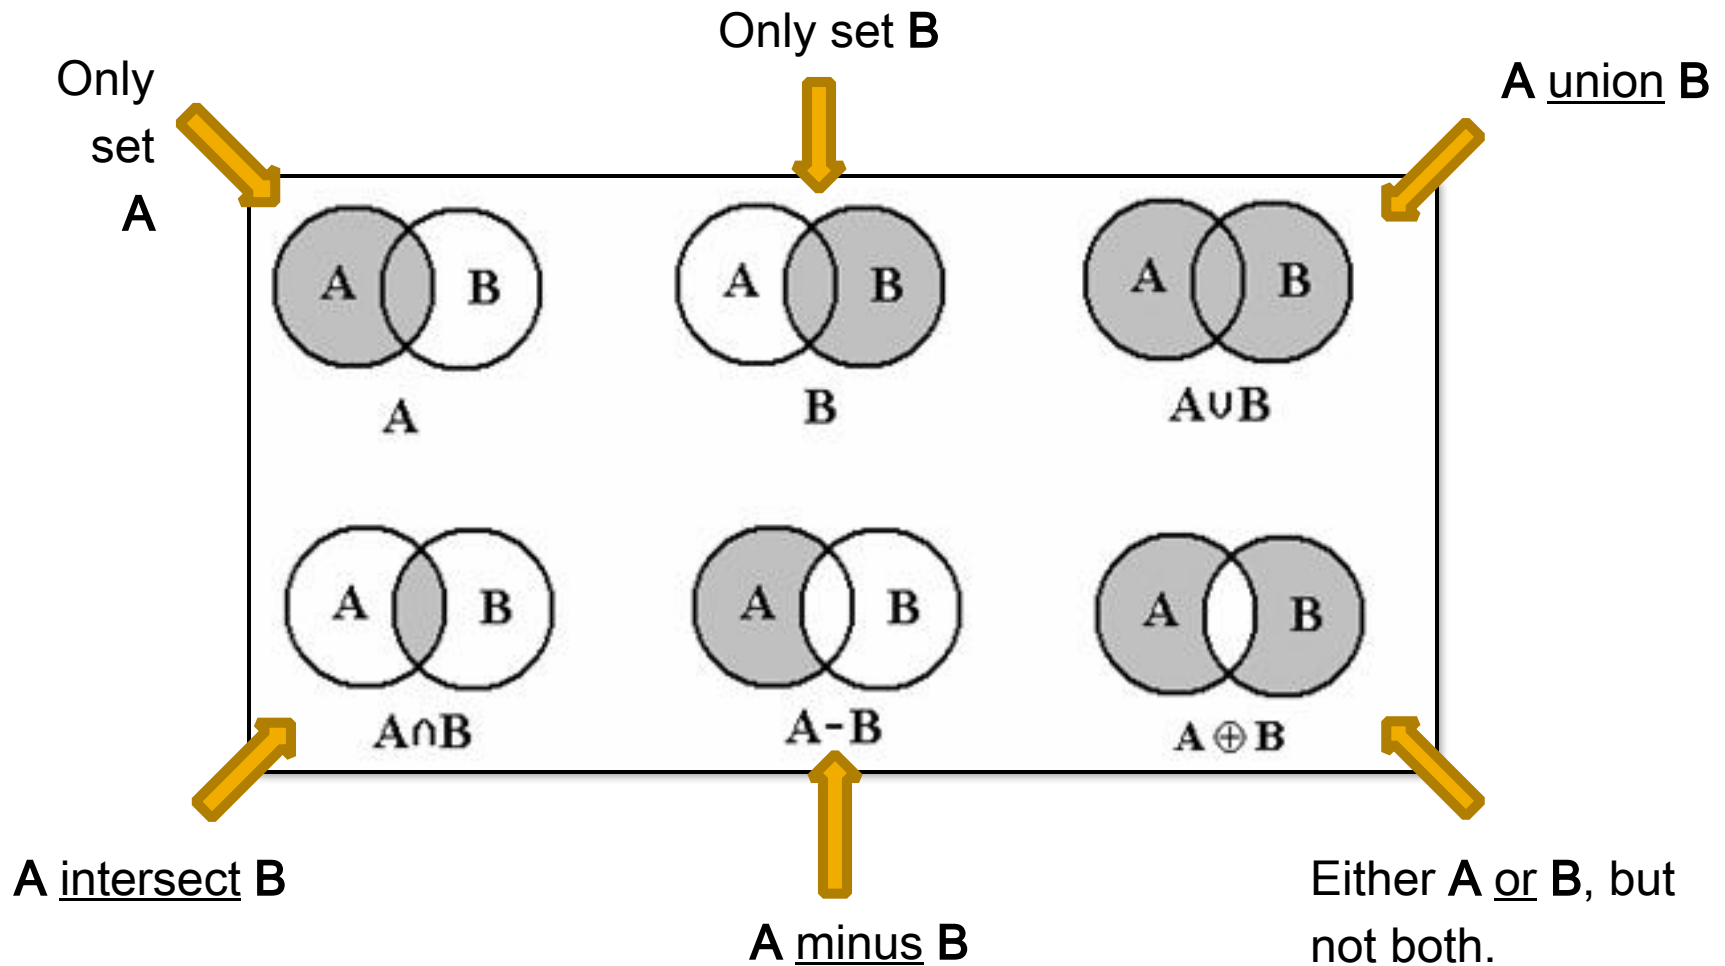 Only set B
Only
set
A
A union B
A B
A
A B
B
A B
A∪B
A B
A∩B
A B
A-B
A B
A ⊕ B
A intersect B
A minus B
Either A or B, but
not both.